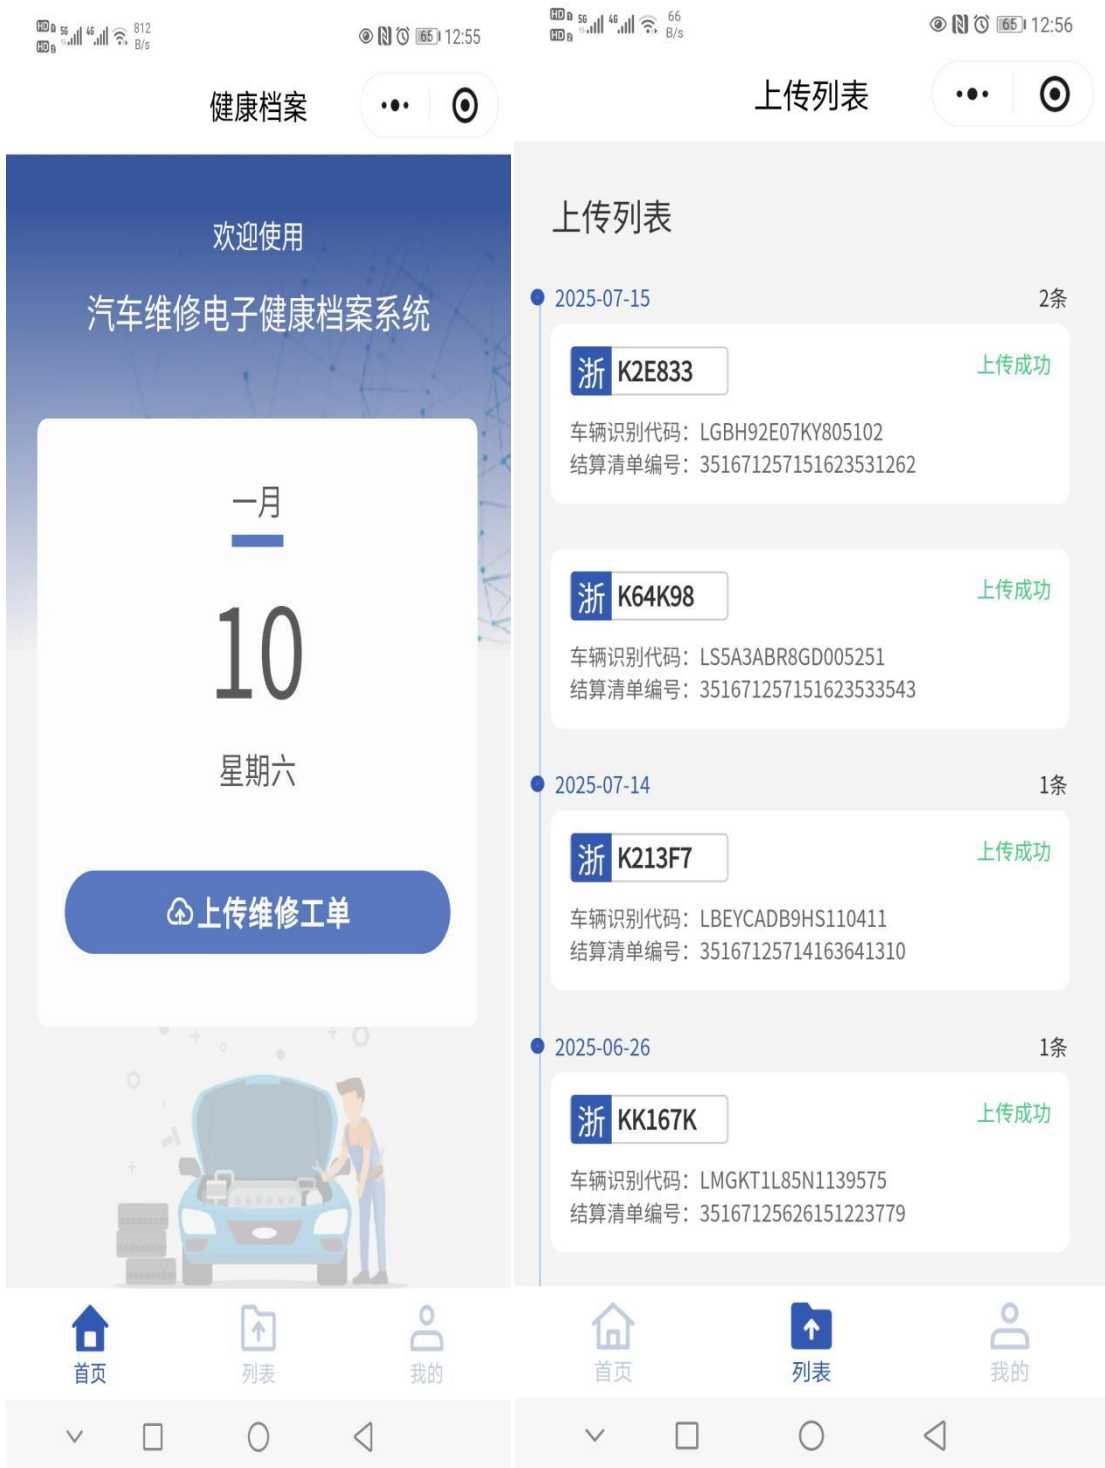 812
B/s
12:55
健康档案
欢迎使用
汽车维修电子健康档案系统
一月
10
星期六
上传维修工单
首页
列表
我的
66
B/s
12:56
上传列表
上传列表
2025-07-15
2条
浙 K2E833
上传成功
车辆识别代码：LGBH92E07KY805102
结算清单编号：351671257151623531262
浙 K64K98
上传成功
车辆识别代码：LS5A3ABR8GD005251
结算清单编号：351671257151623533543
2025-07-14
1条
浙 K213F7
上传成功
车辆识别代码：LBEYCADB9HS110411
结算清单编号：35167125714163641310
2025-06-26
1条
浙 KK167K
上传成功
车辆识别代码：LMGKT1L85N1139575
结算清单编号：35167125626151223779
首页
列表
我的